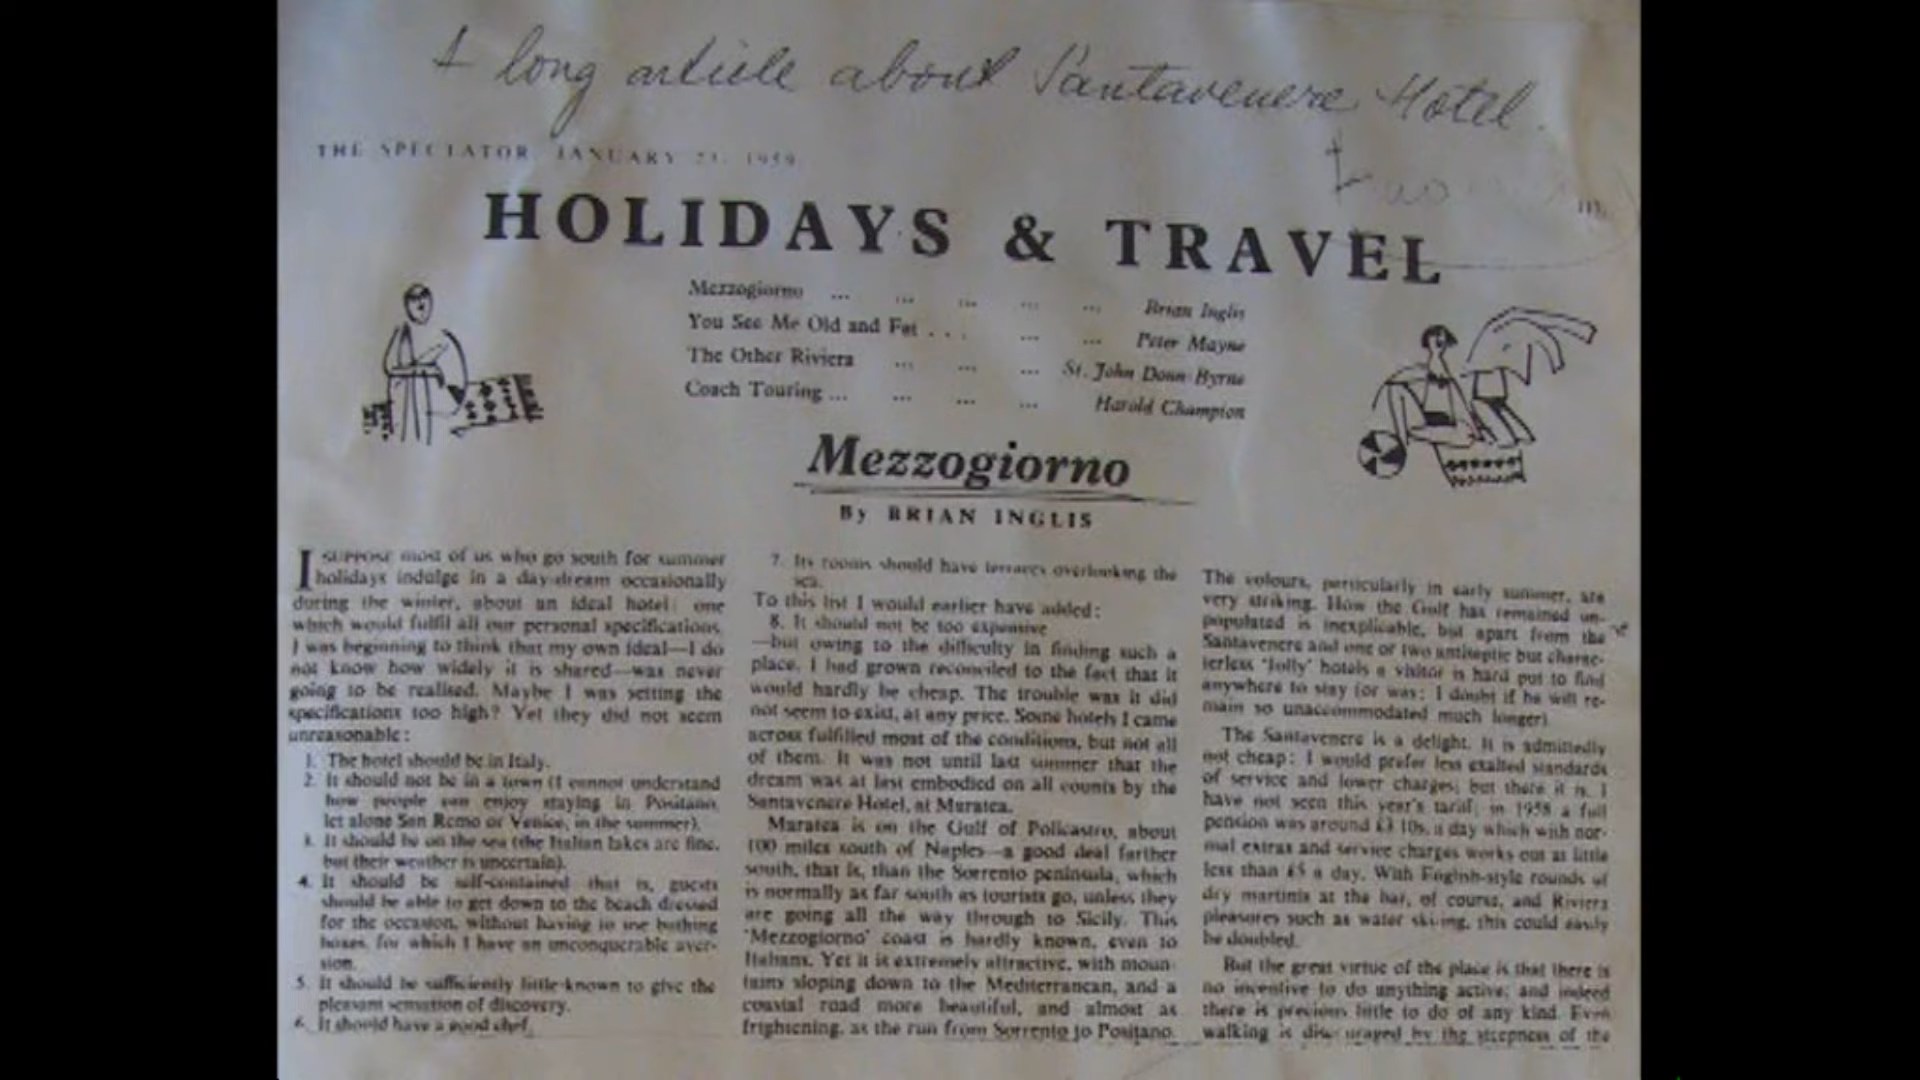 A long article about Santavenere Hotel.
THE SPECTATOR, JANUARY 23, 1959
HOLIDAYS & TRAVEL
Mezzogiorno ... ... ... ... ... Brian Inglis
You See Me Old and Fat ... ... ... Peter Mayne
The Other Riviera ... ... ... St. John Donn Byrne
Coach Touring ... ... ... ... Harold Champion
Mezzogiorno
By BRIAN INGLIS
I SUPPOSE most of us who go south for summer
holidays indulge in a day-dream occasionally
during the winter, about an ideal hotel: one
which would fulfil all our personal specifications.
I was beginning to think that my own ideal—I do
not know how widely it is shared—was never
going to be realised. Maybe I was setting the
specifications too high? Yet they did not seem
unreasonable:
1. The hotel should be in Italy.
2. It should not be in a town (I cannot understand
how people can enjoy staying in Positano,
let alone San Remo or Venice, in the summer).
3. It should be on the sea (the Italian lakes are fine,
but their weather is uncertain).
4. It should be self-contained that is, guests
should be able to get down to the beach dressed
for the occasion, without having to use bathing
boxes, for which I have an unconquerable aver-
sion.
5. It should be sufficiently little-known to give the
pleasant sensation of discovery.
6. It should have a good chef.
7. Its rooms should have terraces overlooking the
sea.
To this list I would earlier have added:
8. It should not be too expensive
—but owing to the difficulty in finding such a
place, I had grown reconciled to the fact that it
would hardly be cheap. The trouble was it did
not seem to exist, at any price. Some hotels I came
across fulfilled most of the conditions, but not all
of them. It was not until last summer that the
dream was at last embodied on all counts by the
Santavenere Hotel, at Maratea.
Maratea is on the Gulf of Policastro, about
100 miles south of Naples—a good deal farther
south, that is, than the Sorrento peninsula, which
is normally as far south as tourists go, unless they
are going all the way through to Sicily. This
'Mezzogiorno' coast is hardly known, even to
Italians. Yet it is extremely attractive, with moun-
tains sloping down to the Mediterranean, and a
coastal road more beautiful, and almost as
frightening, as the run from Sorrento to Positano.
The colours, particularly in early summer, are
very striking. How the Gulf has remained un-
populated is inexplicable, but apart from the
Santavenere and one or two antiseptic but charac-
terless 'Jolly' hotels a visitor is hard put to find
anywhere to stay (or was: I doubt if he will re-
main so unaccommodated much longer).
The Santavenere is a delight. It is admittedly
not cheap: I would prefer less exalted standards
of service and lower charges; but there it is. I
have not seen this year's tariff; in 1958 a full
pension was around £3 10s. a day which with nor-
mal extras and service charges works out at little
less than £5 a day. With English-style rounds of
dry martinis at the bar, of course, and Riviera
pleasures such as water ski-ing, this could easily
be doubled.
But the great virtue of the place is that there is
no incentive to do anything active; and indeed
there is precious little to do of any kind. Even
walking is discouraged by the steepness of the